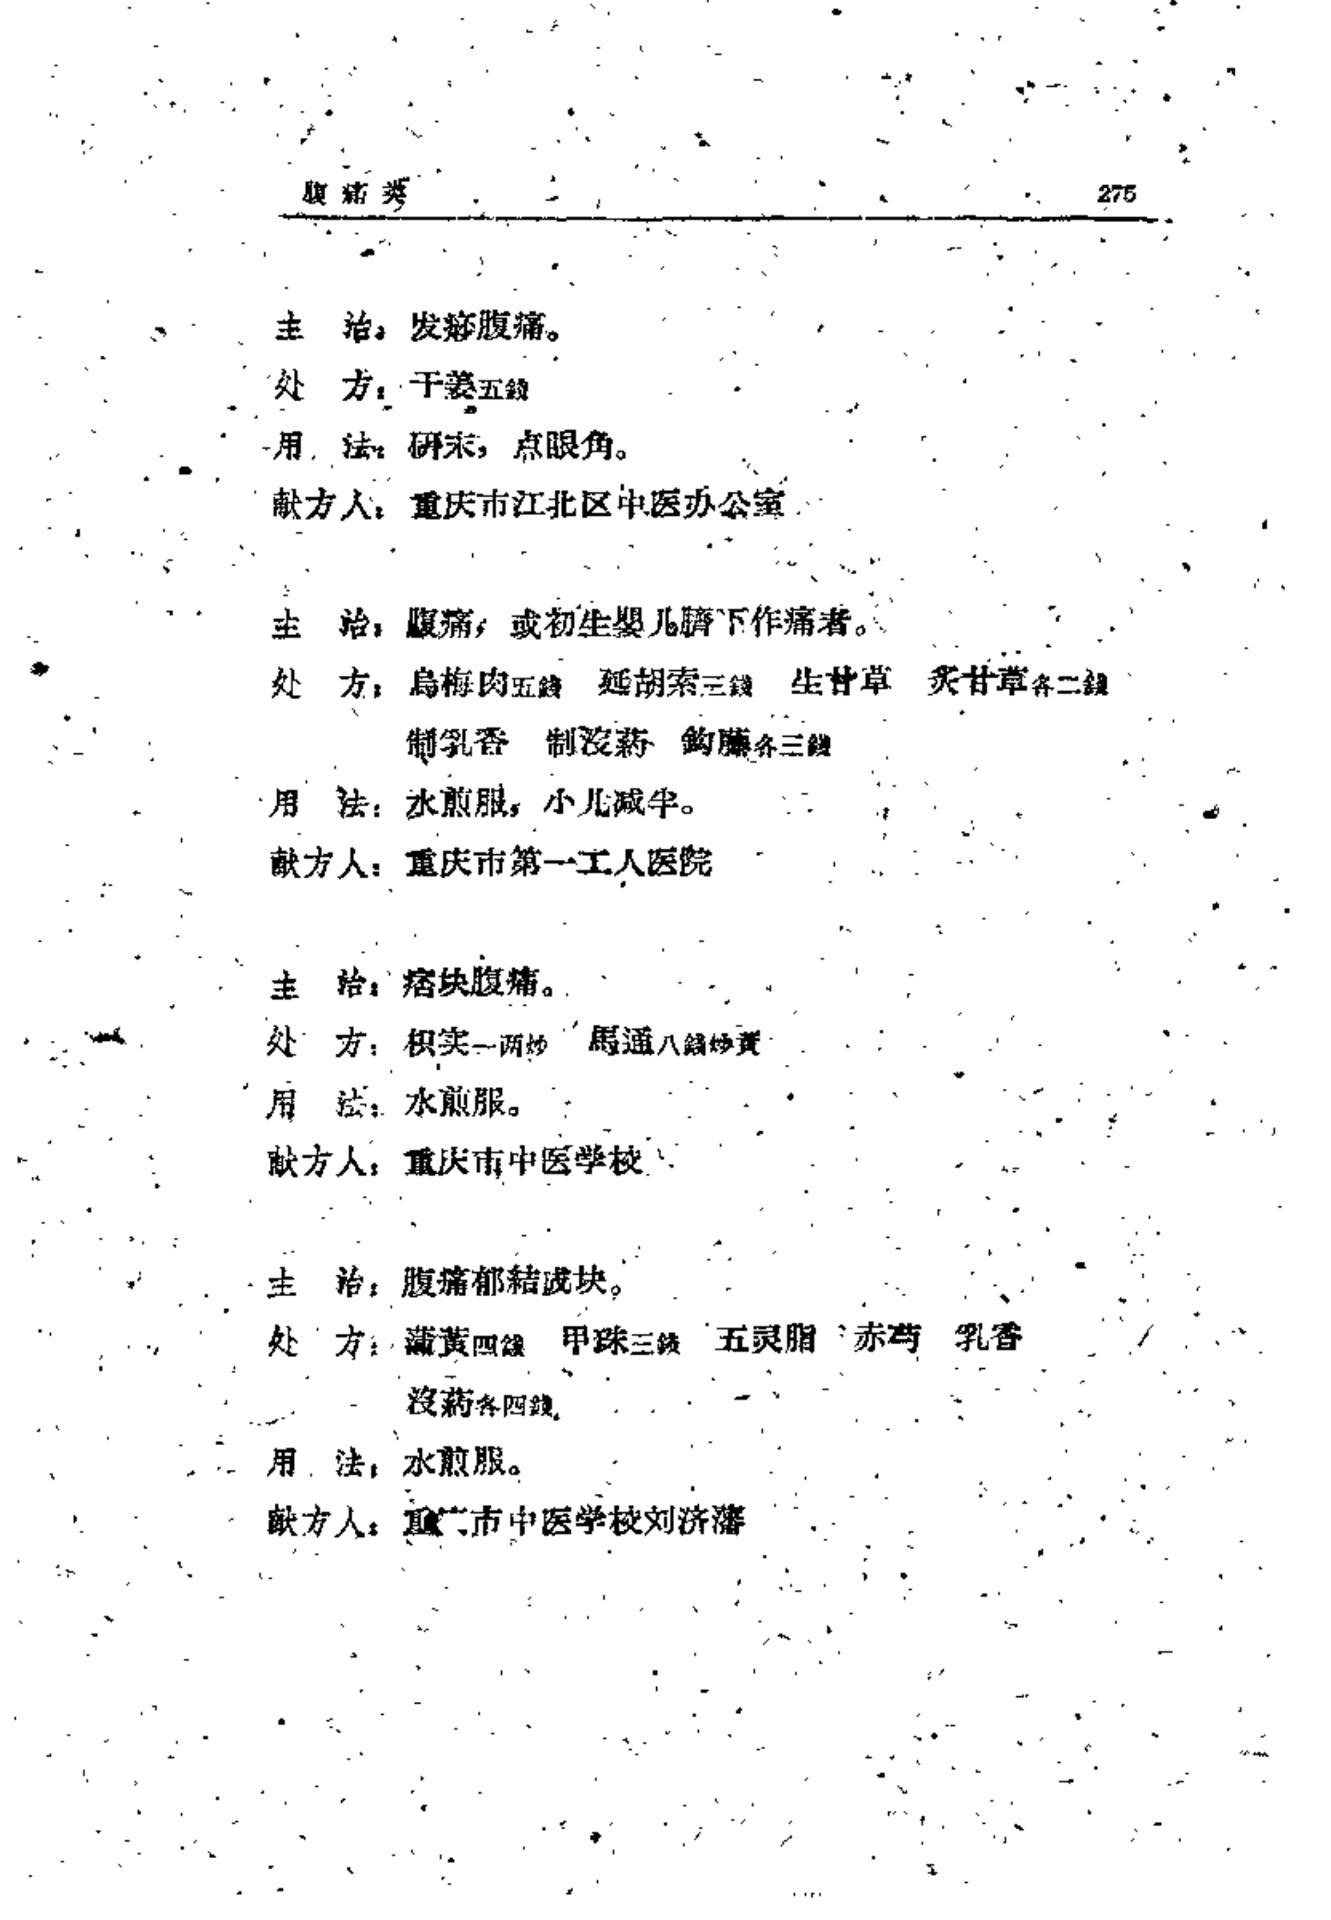 腹痛类 275
主　治：发痧腹痛。
处　方：干姜五錢
用　法：研末，点眼角。
献方人：重庆市江北区中医办公室
主　治：腹痛，或初生嬰儿臍下作痛者。
处　方：烏梅肉五錢　延胡索三錢　生甘草　炙甘草各二錢
制乳香　制沒葯　鈎藤各三錢
用　法：水煎服，小儿减半。
献方人：重庆市第一工人医院
主　治：痞块腹痛。
处　方：枳实一两炒　馬通八錢炒黃
用　法：水煎服。
献方人：重庆市中医学校
主　治：腹痛郁結成块。
处　方：蒲黃四錢　甲珠三錢　五灵脂　赤芍　乳香
沒葯各四錢
用　法：水煎服。
献方人：重庆市中医学校刘济藩